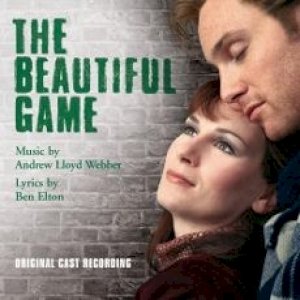 THE
BEAUTIFUL
GAME
Music by
Andrew Lloyd Webber
Lyrics by
Ben Elton
ORIGINAL CAST RECORDING